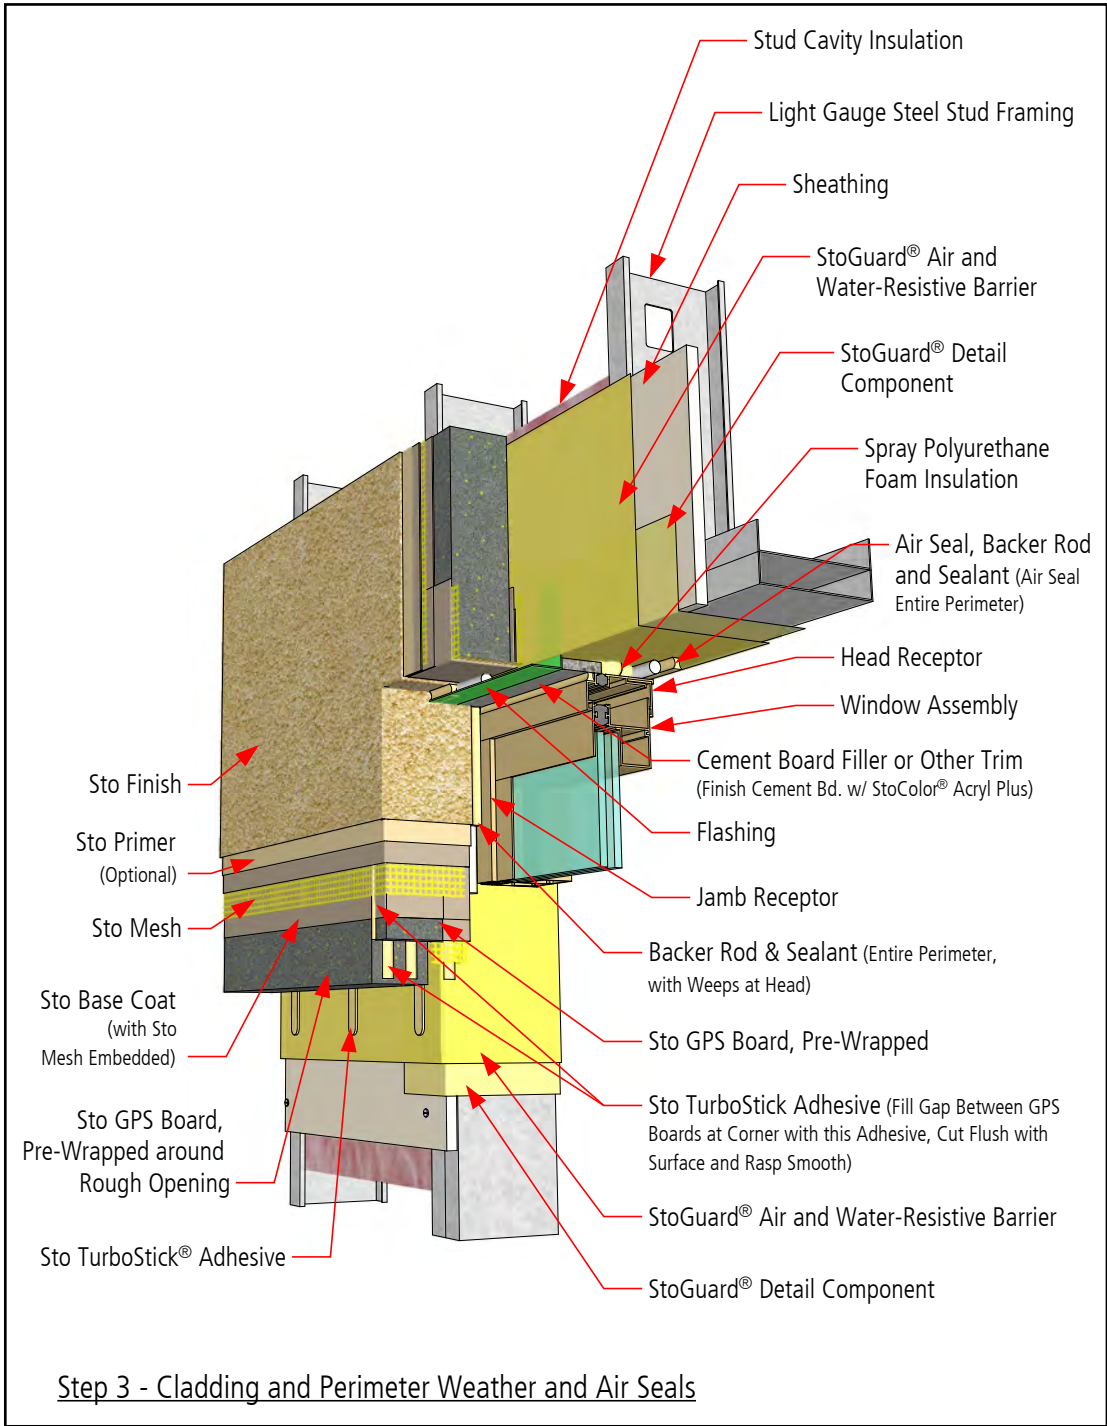 Stud Cavity Insulation
Light Gauge Steel Stud Framing
Sheathing
StoGuard® Air and
Water-Resistive Barrier
StoGuard® Detail
Component
Spray Polyurethane
Foam Insulation
Air Seal, Backer Rod
and Sealant (Air Seal
Entire Perimeter)
Head Receptor
Window Assembly
Cement Board Filler or Other Trim
(Finish Cement Bd. w/ StoColor® Acryl Plus)
Flashing
Jamb Receptor
Backer Rod & Sealant (Entire Perimeter,
with Weeps at Head)
Sto GPS Board, Pre-Wrapped
Sto TurboStick Adhesive (Fill Gap Between GPS
Boards at Corner with this Adhesive, Cut Flush with
Surface and Rasp Smooth)
StoGuard® Air and Water-Resistive Barrier
StoGuard® Detail Component
Sto Finish
Sto Primer
(Optional)
Sto Mesh
Sto Base Coat
(with Sto
Mesh Embedded)
Sto GPS Board,
Pre-Wrapped around
Rough Opening
Sto TurboStick® Adhesive
Step 3 - Cladding and Perimeter Weather and Air Seals